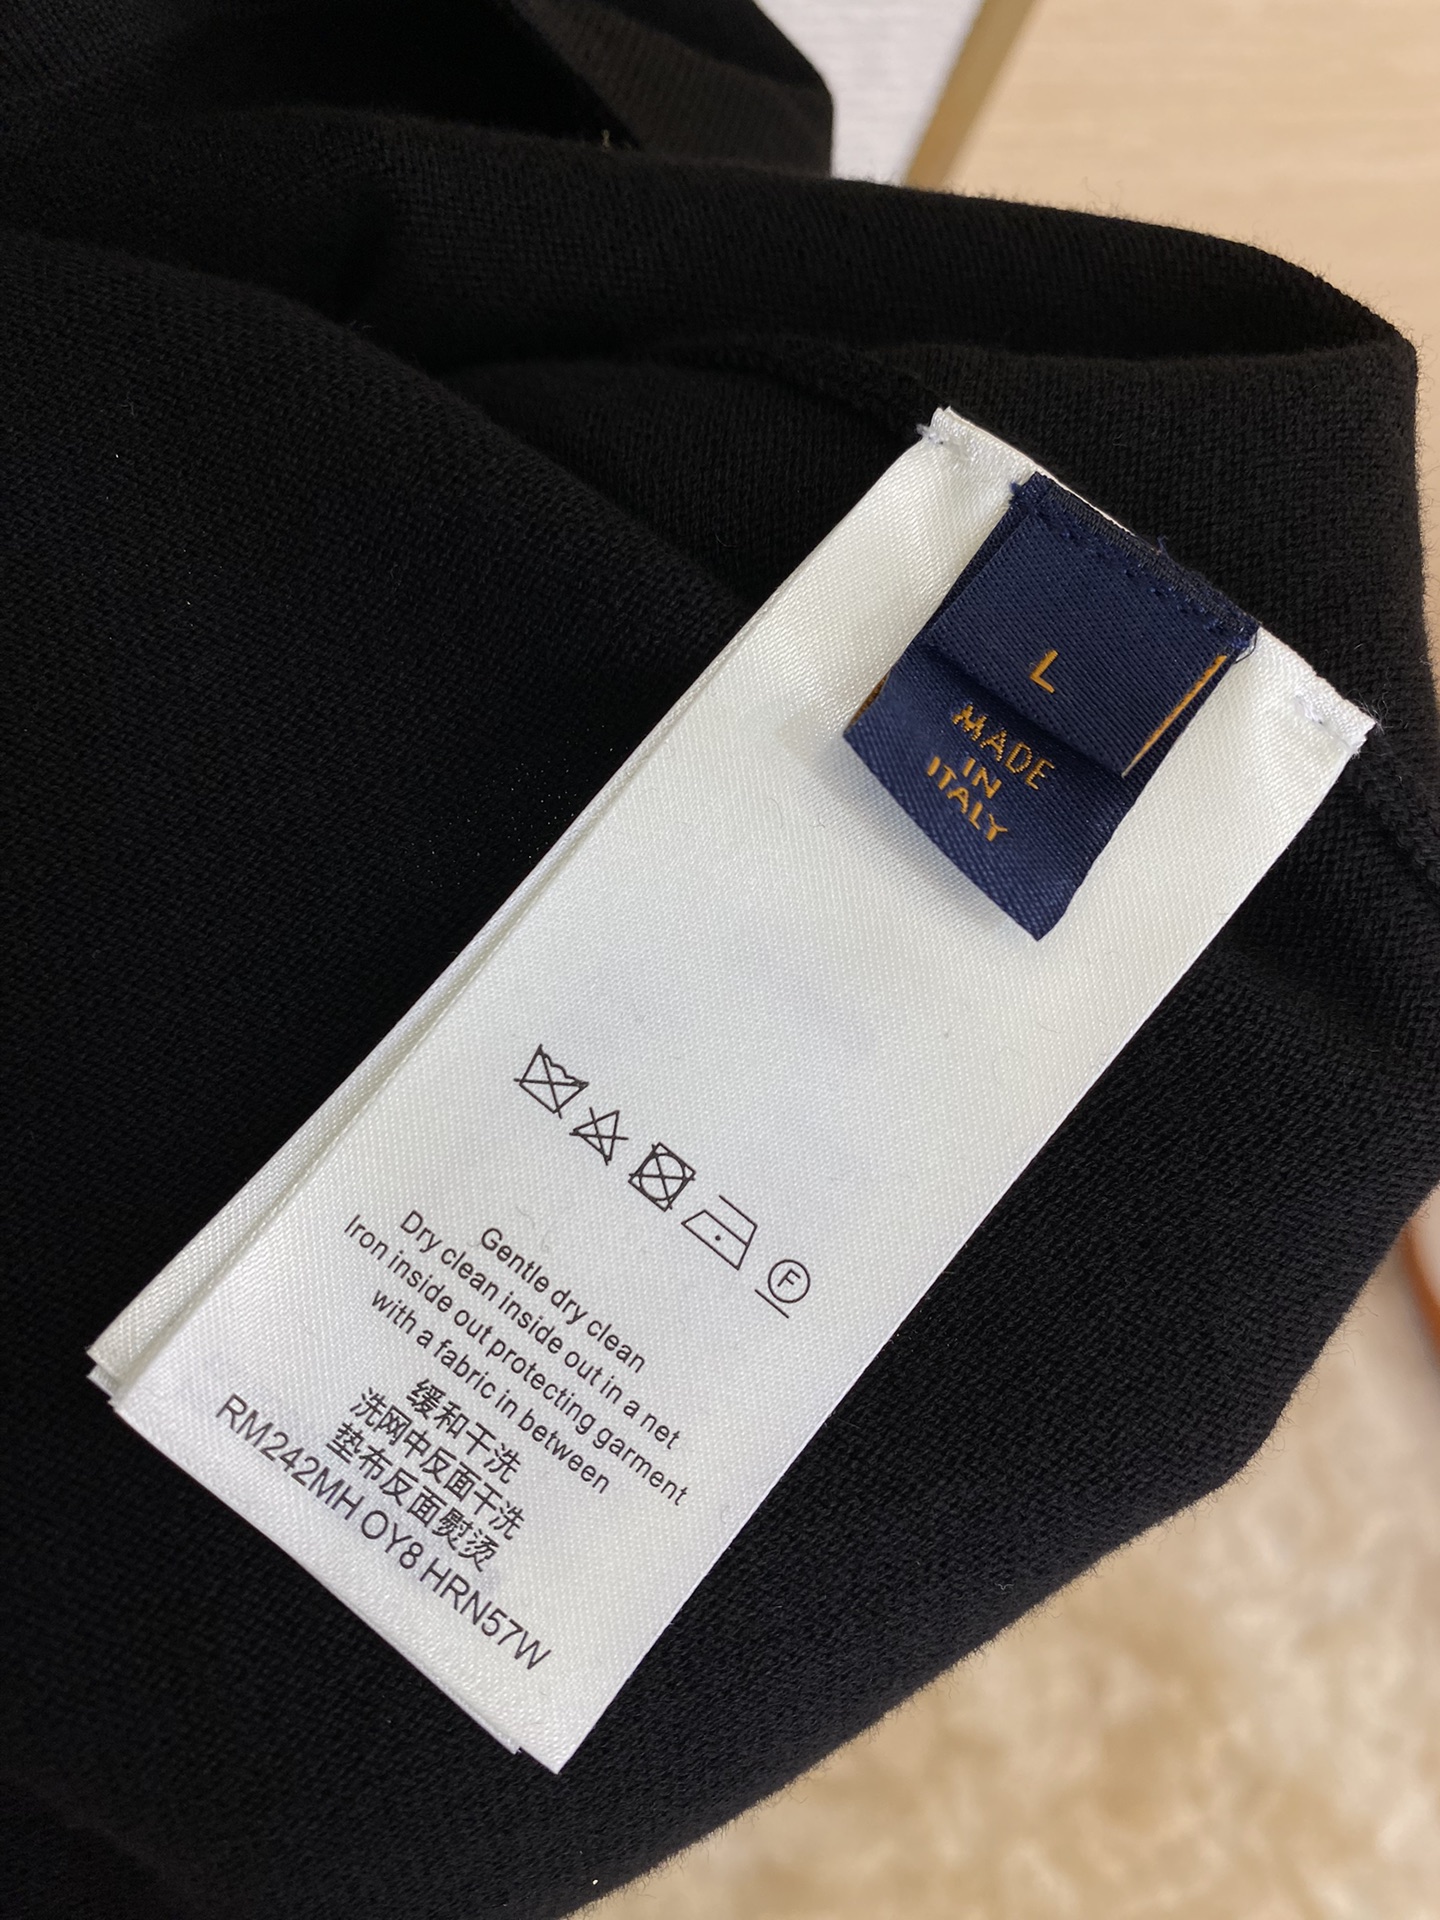 L
MADE
IN
ITALY
F
Gentle dry clean
Dry clean inside out in a net
Iron inside out protecting garment
with a fabric in between
缓和干洗
洗网中反面干洗
垫布反面熨烫
RM242MH OY8 HRN57W